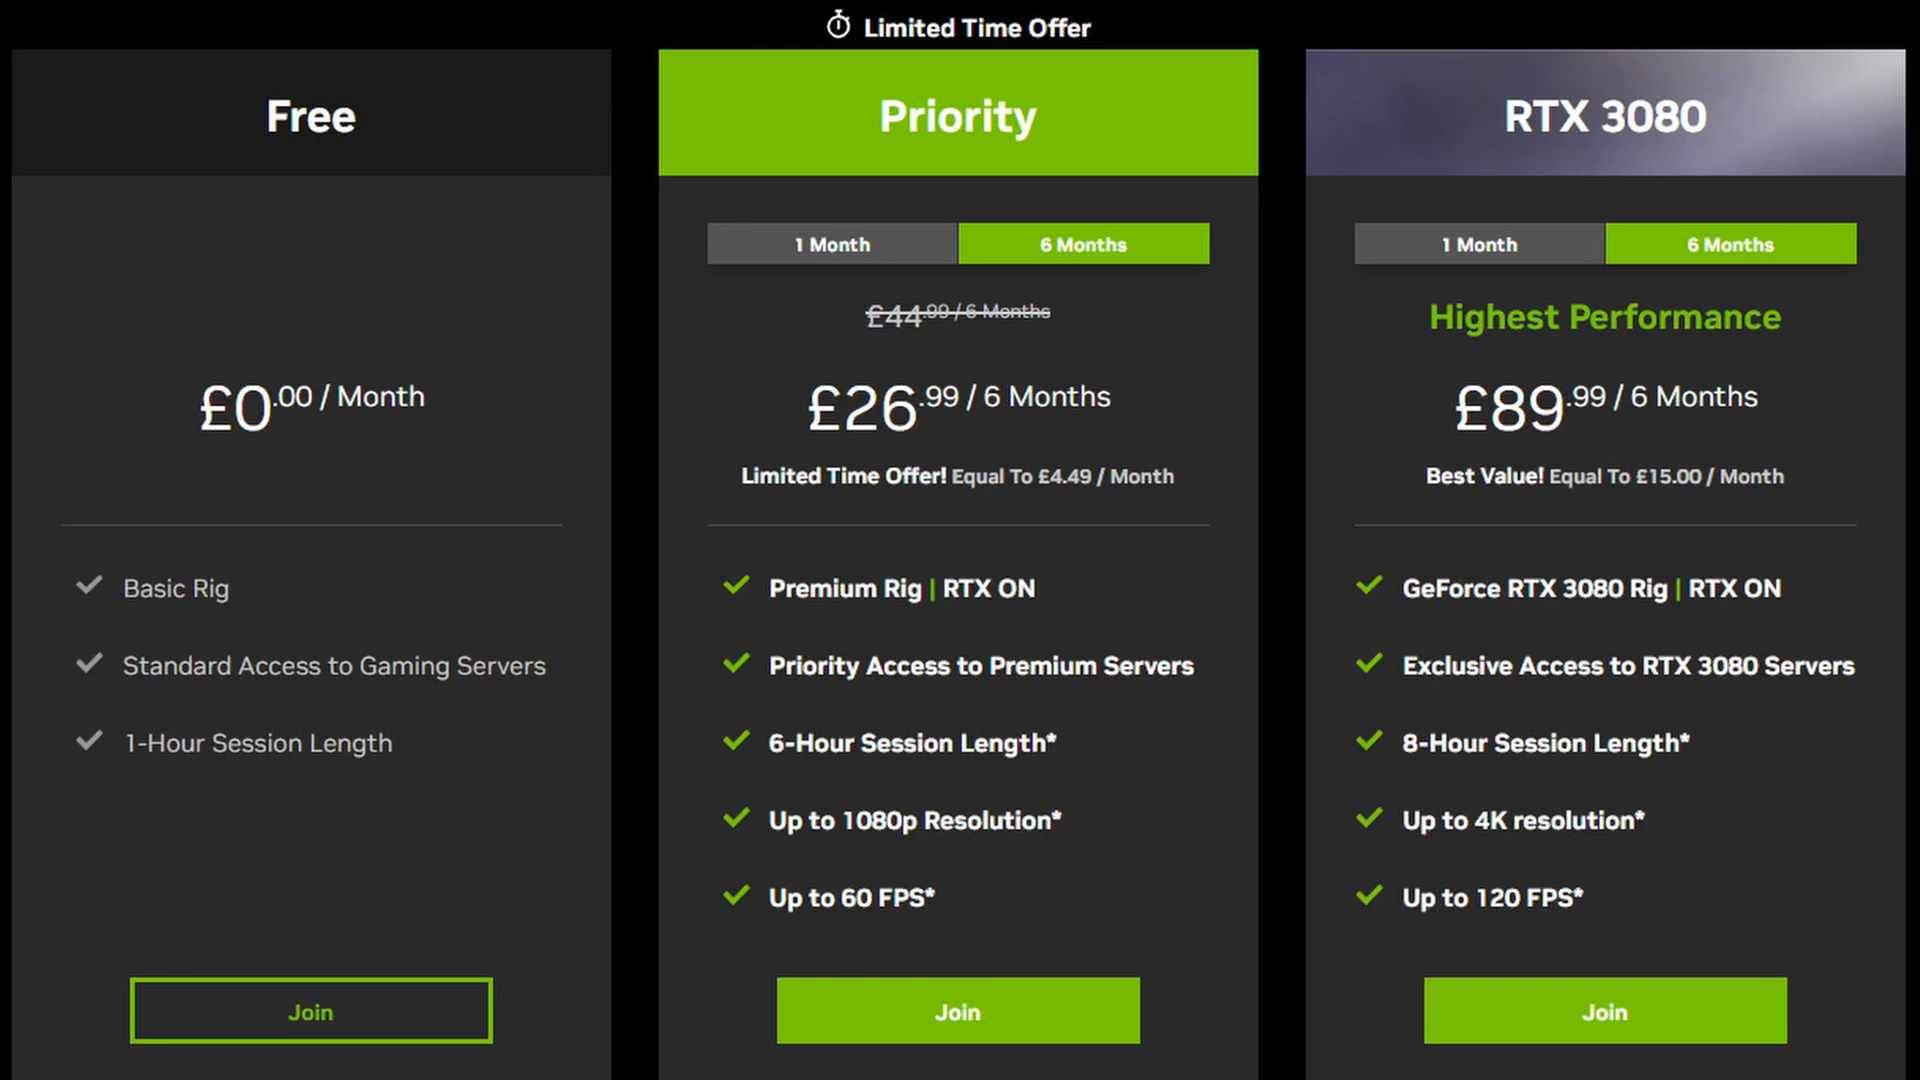 Limited Time Offer
Free
£0.00 / Month
Basic Rig
Standard Access to Gaming Servers
1-Hour Session Length
Join
Priority
1 Month
6 Months
£44.99 / 6 Months
£26.99 / 6 Months
Limited Time Offer! Equal To £4.49 / Month
Premium Rig | RTX ON
Priority Access to Premium Servers
6-Hour Session Length*
Up to 1080p Resolution*
Up to 60 FPS*
Join
RTX 3080
1 Month
6 Months
Highest Performance
£89.99 / 6 Months
Best Value! Equal To £15.00 / Month
GeForce RTX 3080 Rig | RTX ON
Exclusive Access to RTX 3080 Servers
8-Hour Session Length*
Up to 4K resolution*
Up to 120 FPS*
Join